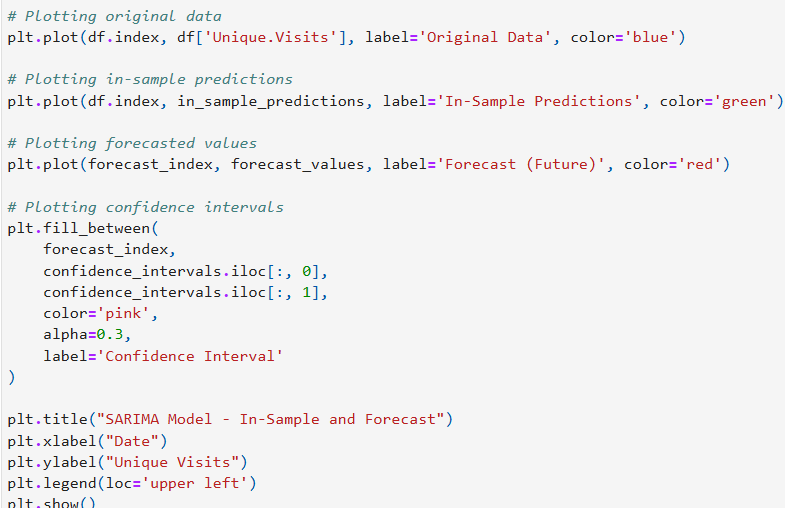 # Plotting original data
plt.plot(df.index, df['Unique.Visits'], label='Original Data', color='blue')
# Plotting in-sample predictions
plt.plot(df.index, in_sample_predictions, label='In-Sample Predictions', color='green')
# Plotting forecasted values
plt.plot(forecast_index, forecast_values, label='Forecast (Future)', color='red')
# Plotting confidence intervals
plt.fill_between(
    forecast_index,
    confidence_intervals.iloc[:, 0],
    confidence_intervals.iloc[:, 1],
    color='pink',
    alpha=0.3,
    label='Confidence Interval'
)
plt.title("SARIMA Model - In-Sample and Forecast")
plt.xlabel("Date")
plt.ylabel("Unique Visits")
plt.legend(loc='upper left')
plt.show()